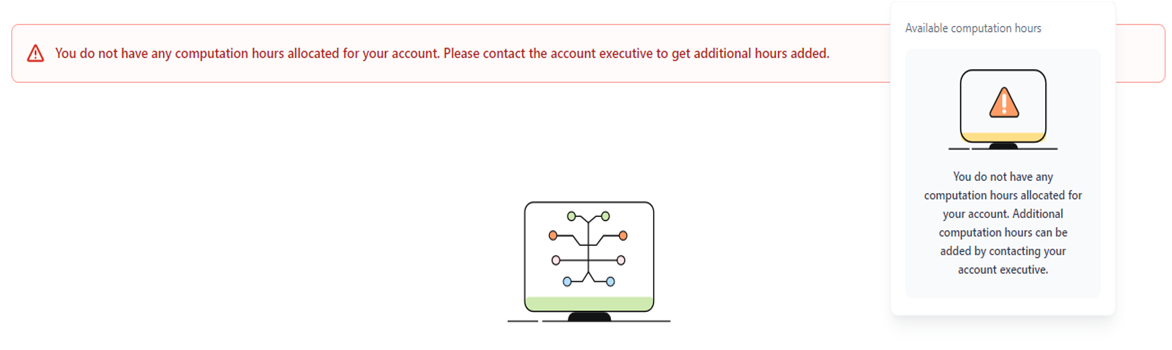 Available computation hours
You do not have any computation hours allocated for your account. Please contact the account executive to get additional hours added.
You do not have any
computation hours allocated for
your account. Additional
computation hours can be
added by contacting your
account executive.